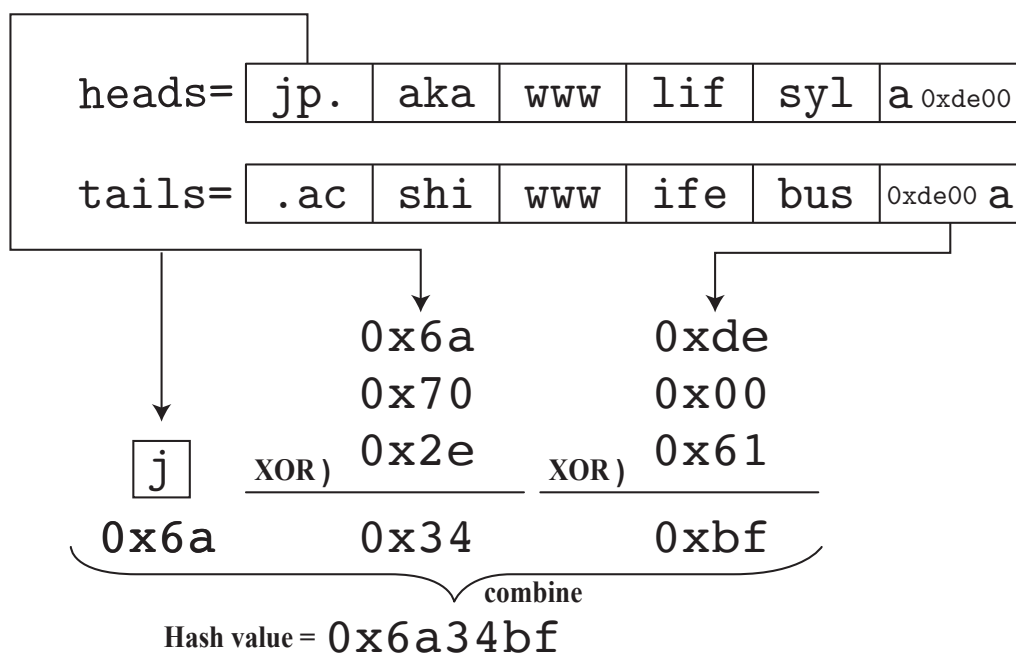 heads= jp. aka www lif syl a 0xde00
tails= .ac shi www ife bus 0xde00 a
0x6a 0xde
0x70 0x00
j XOR) 0x2e XOR) 0x61
0x6a 0x34 0xbf
combine
Hash value = 0x6a34bf